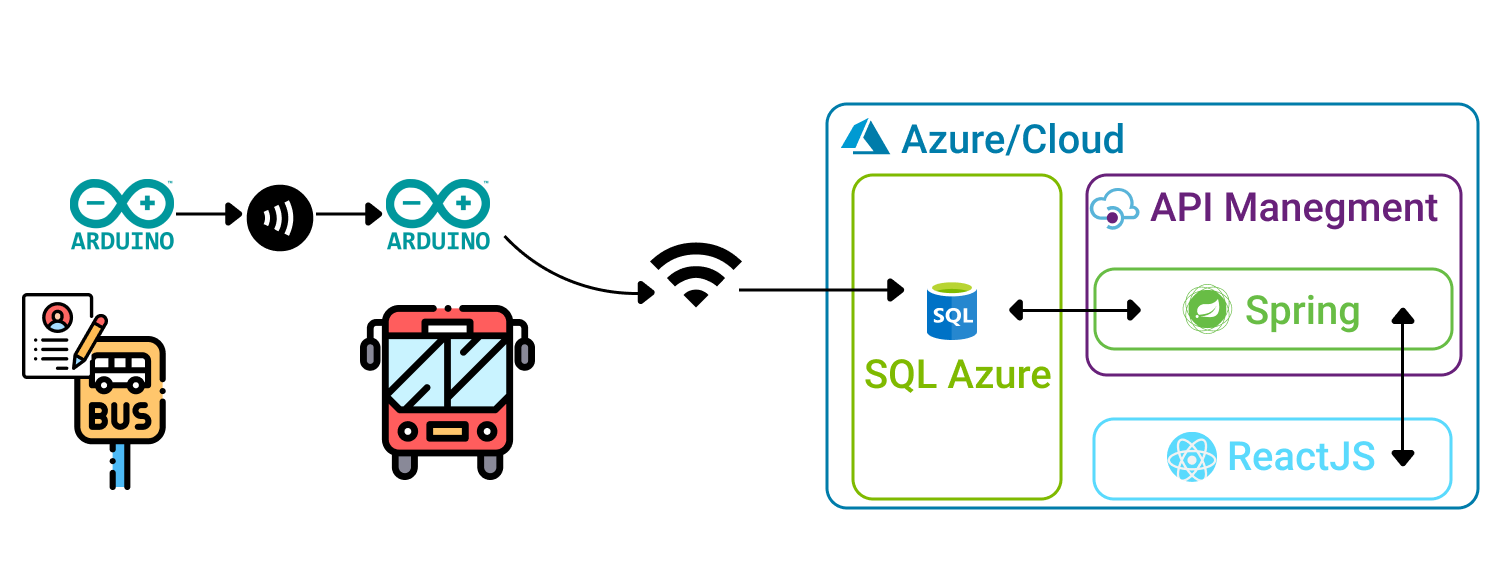 Azure/Cloud
API Manegment
ARDUINO
ARDUINO
SQL
Spring
SQL Azure
BUS
ReactJS